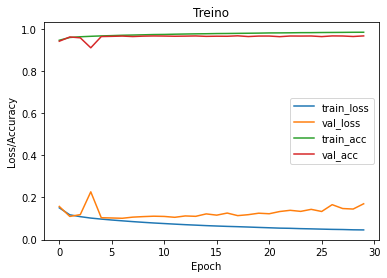 Treino
1.0
0.8
0.6
0.4
0.2
0.0
Loss/Accuracy
train_loss
val_loss
train_acc
val_acc
0 5 10 15 20 25 30
Epoch